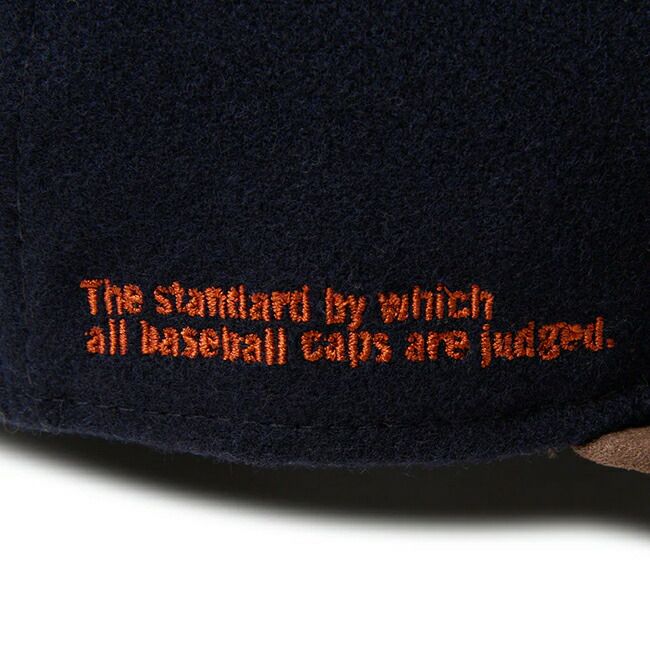 The standard by which
all baseball caps are judged.